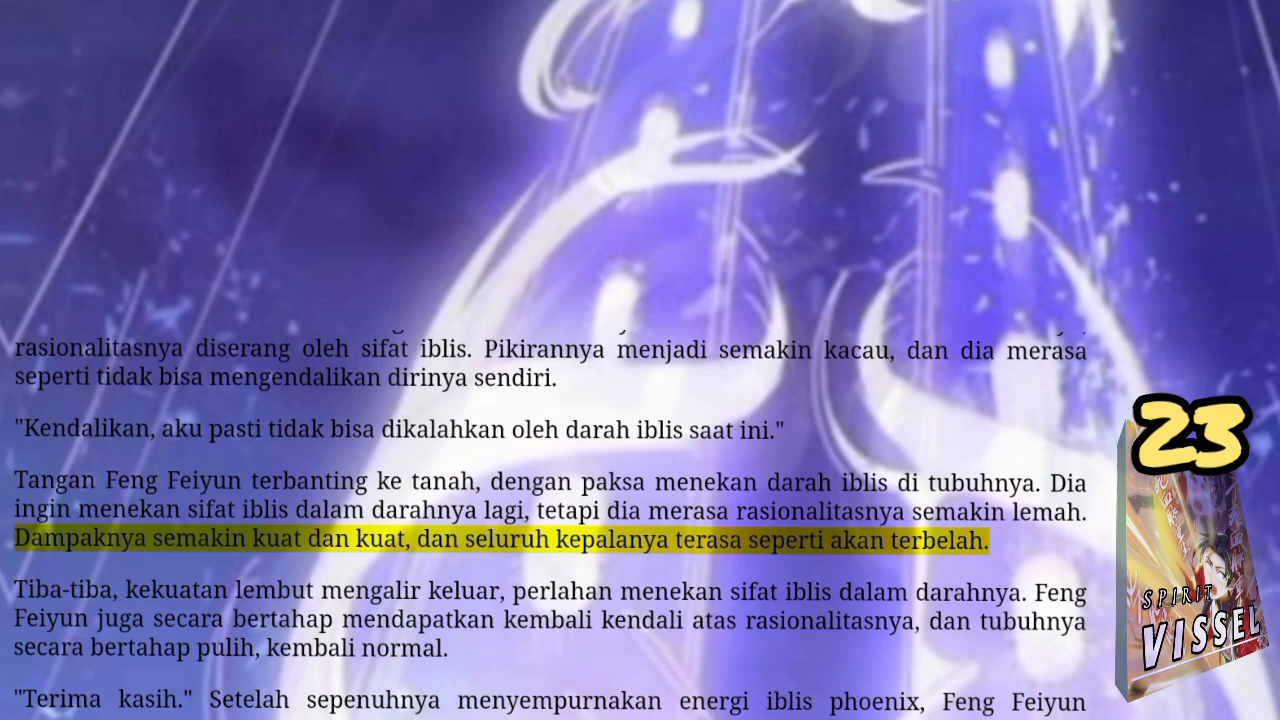 rasionalitasnya diserang oleh sifat iblis. Pikirannya menjadi semakin kacau, dan dia merasa
seperti tidak bisa mengendalikan dirinya sendiri.
"Kendalikan, aku pasti tidak bisa dikalahkan oleh darah iblis saat ini."
Tangan Feng Feiyun terbanting ke tanah, dengan paksa menekan darah iblis di tubuhnya. Dia
ingin menekan sifat iblis dalam darahnya lagi, tetapi dia merasa rasionalitasnya semakin lemah.
Dampaknya semakin kuat dan kuat, dan seluruh kepalanya terasa seperti akan terbelah.
Tiba-tiba, kekuatan lembut mengalir keluar, perlahan menekan sifat iblis dalam darahnya. Feng
Feiyun juga secara bertahap mendapatkan kembali kendali atas rasionalitasnya, dan tubuhnya
secara bertahap pulih, kembali normal.
"Terima kasih." Setelah sepenuhnya menyempurnakan energi iblis phoenix, Feng Feiyun
23
SPIRIT
VISSEL